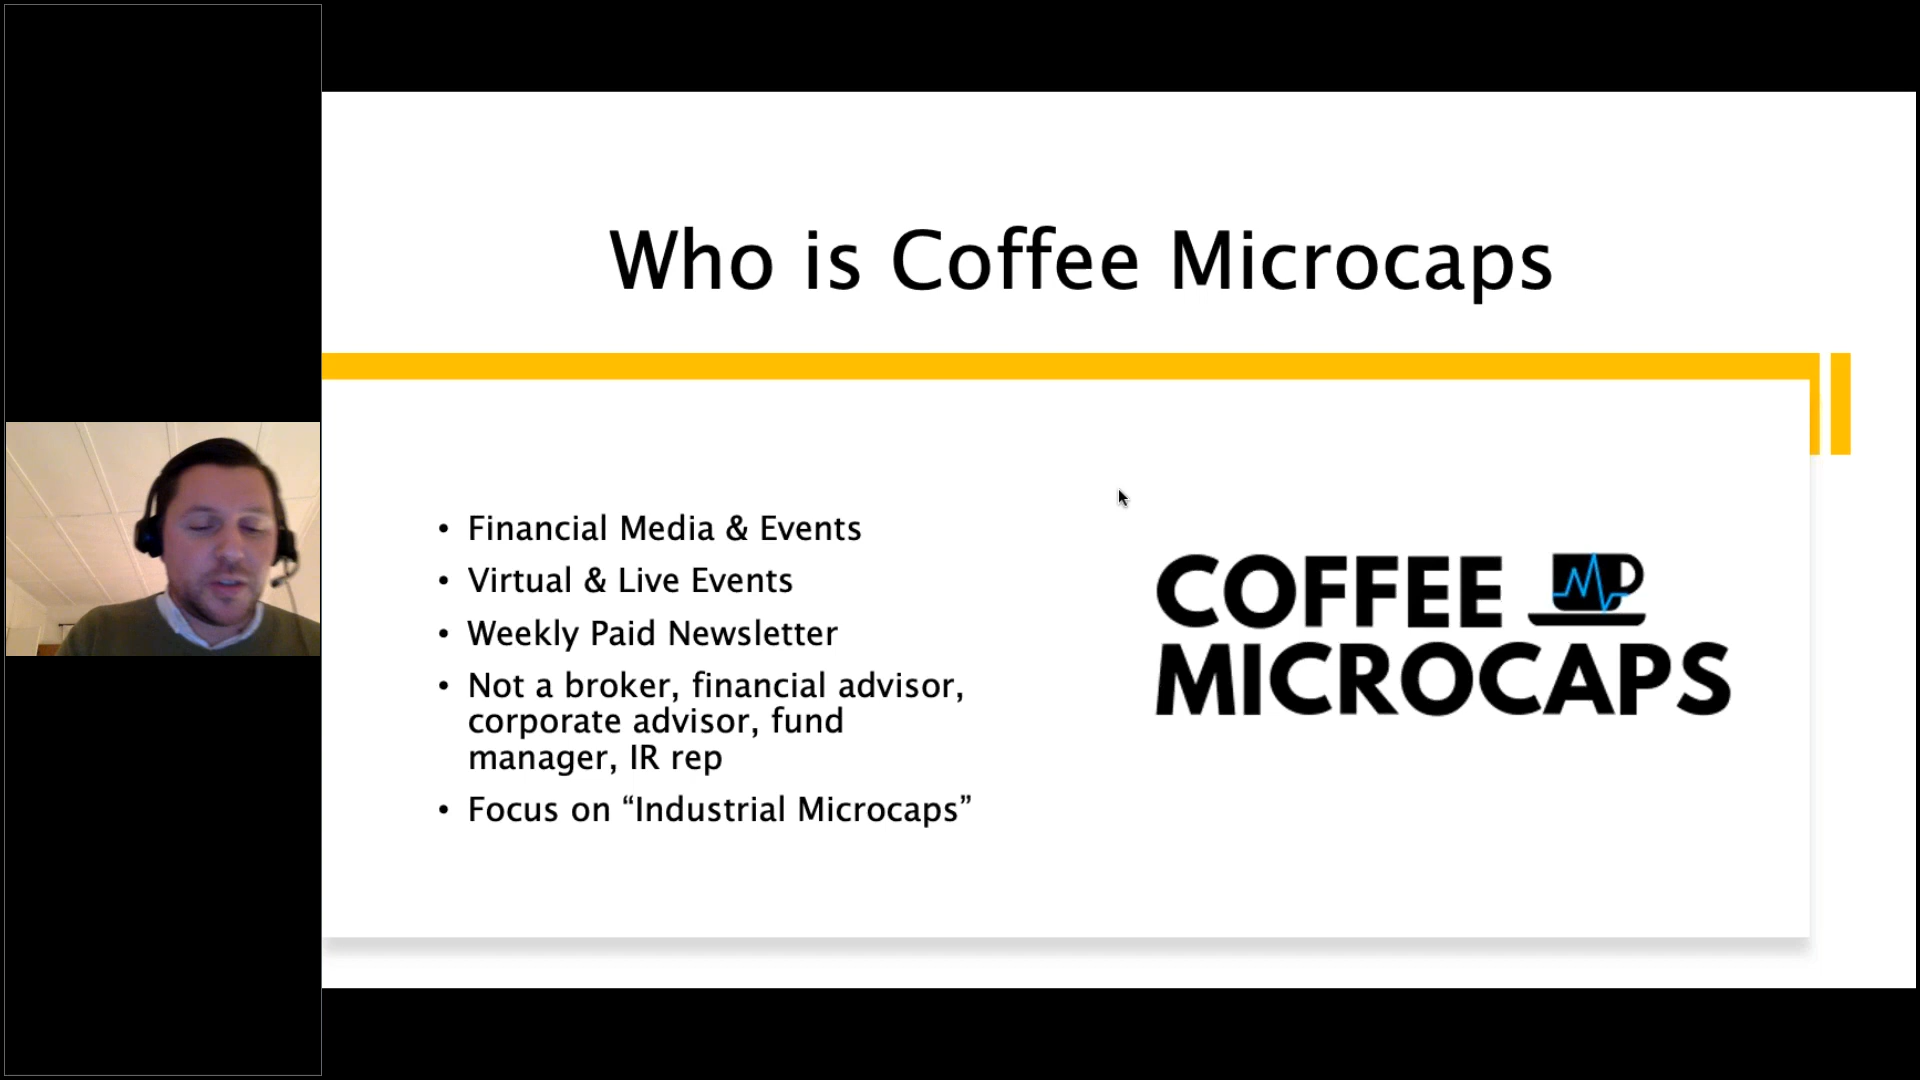 Who is Coffee Microcaps
• Financial Media & Events
• Virtual & Live Events
• Weekly Paid Newsletter
• Not a broker, financial advisor,
corporate advisor, fund
manager, IR rep
• Focus on “Industrial Microcaps”
COFFEE
MICROCAPS